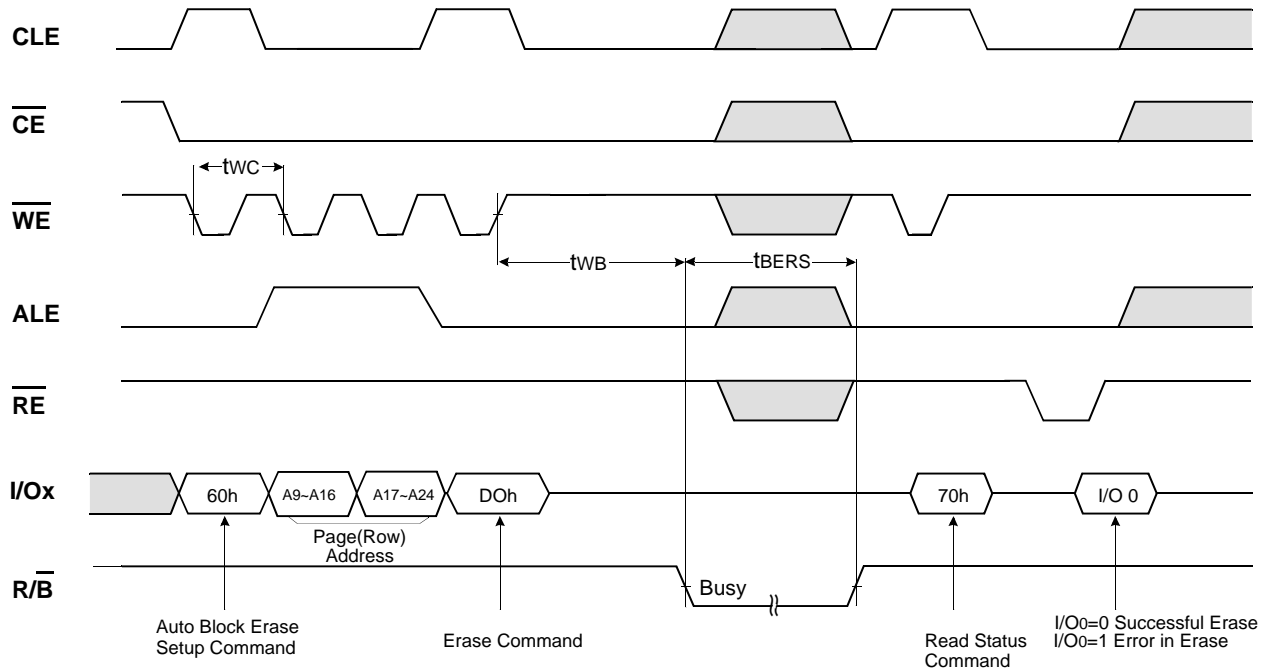 CLE
CE
tWC
WE
tWB
tBERS
ALE
RE
I/Ox
60h
A9~A16
A17~A24
DOh
70h
I/O 0
Page(Row)
Address
R/B
Busy
Auto Block Erase
Setup Command
Erase Command
Read Status
Command
I/O0=0 Successful Erase
I/O0=1 Error in Erase